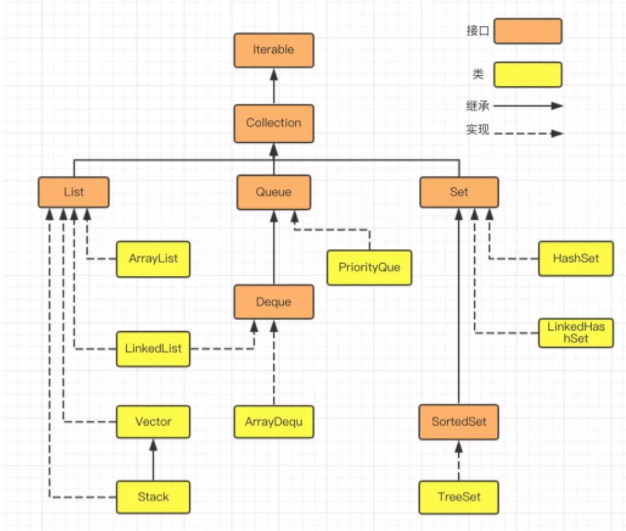 接口
Iterable
类
继承
Collection
实现
List
Queue
Set
ArrayList
PriorityQue
HashSet
Deque
LinkedList
LinkedHas
hSet
Vector
ArrayDequ
SortedSet
Stack
TreeSet